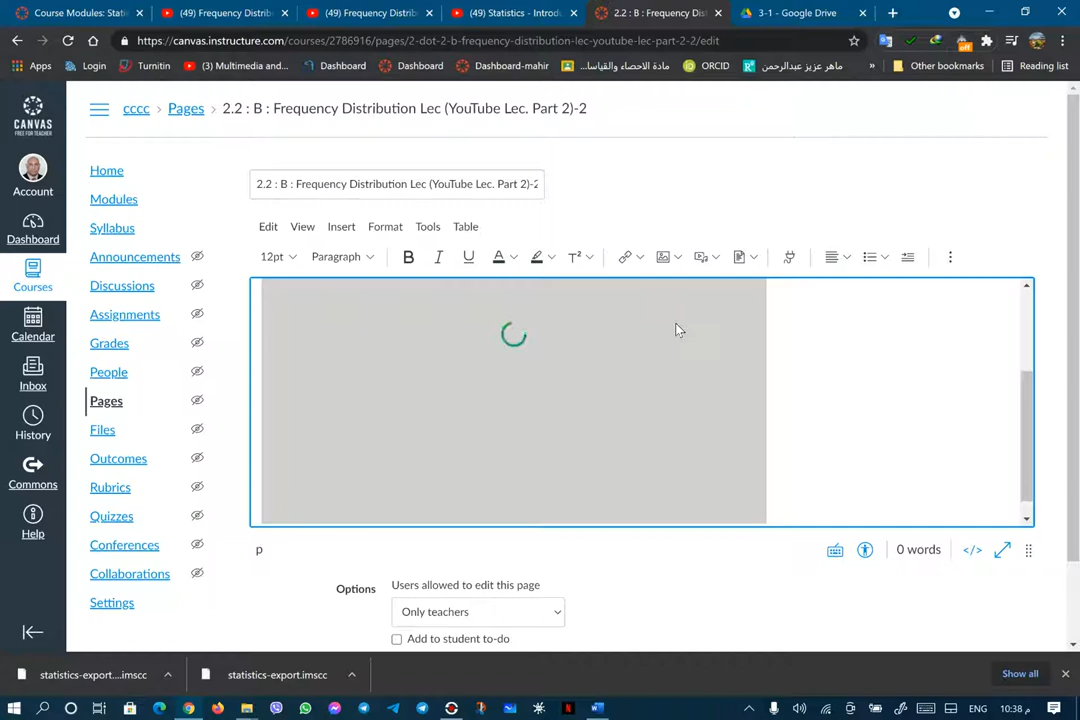 Course Modules: Statis
(49) Frequency Distrib
(49) Frequency Distrib
(49) Statistics - Introdu
2.2 : B : Frequency Distri
3-1 - Google Drive
https://canvas.instructure.com/courses/2786916/pages/2-dot-2-b-frequency-distribution-lec-youtube-lec-part-2-2/edit
off
Apps
Login
Turnitin
(3) Multimedia and...
Dashboard
Dashboard
Dashboard-mahir
مادة الاحصاء والقياسا...
ORCID
ماهر عزيز عبدالرحمن
»
Other bookmarks
Reading list
CANVAS
FREE FOR TEACHER
Account
Dashboard
Courses
Calendar
Inbox
History
Commons
Help
cccc > Pages > 2.2 : B : Frequency Distribution Lec (YouTube Lec. Part 2)-2
Home
Modules
Syllabus
Announcements
Discussions
Assignments
Grades
People
Pages
Files
Outcomes
Rubrics
Quizzes
Conferences
Collaborations
Settings
2.2 : B : Frequency Distribution Lec (YouTube Lec. Part 2)-2
Edit View Insert Format Tools Table
12pt Paragraph B I U A T²
p
0 words </>
Options
Users allowed to edit this page
Only teachers
Add to student to-do
statistics-export....imscc
statistics-export.imscc
Show all
ENG
10:38 م